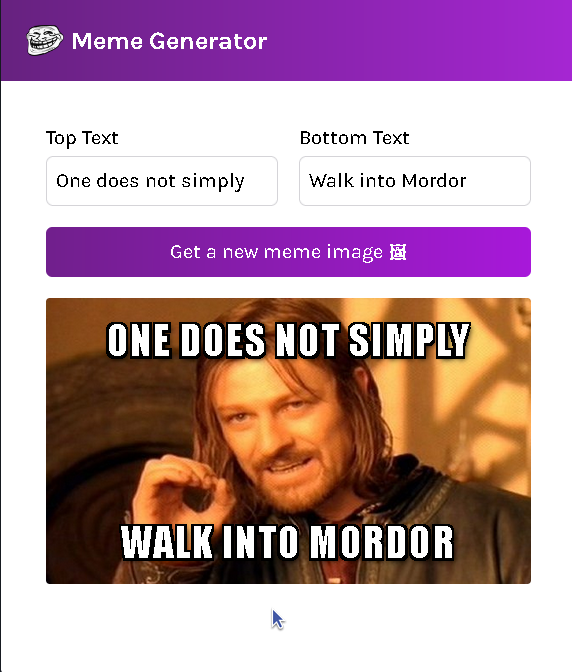 Meme Generator
Top Text
Bottom Text
One does not simply
Walk into Mordor
Get a new meme image 🖼
ONE DOES NOT SIMPLY
WALK INTO MORDOR